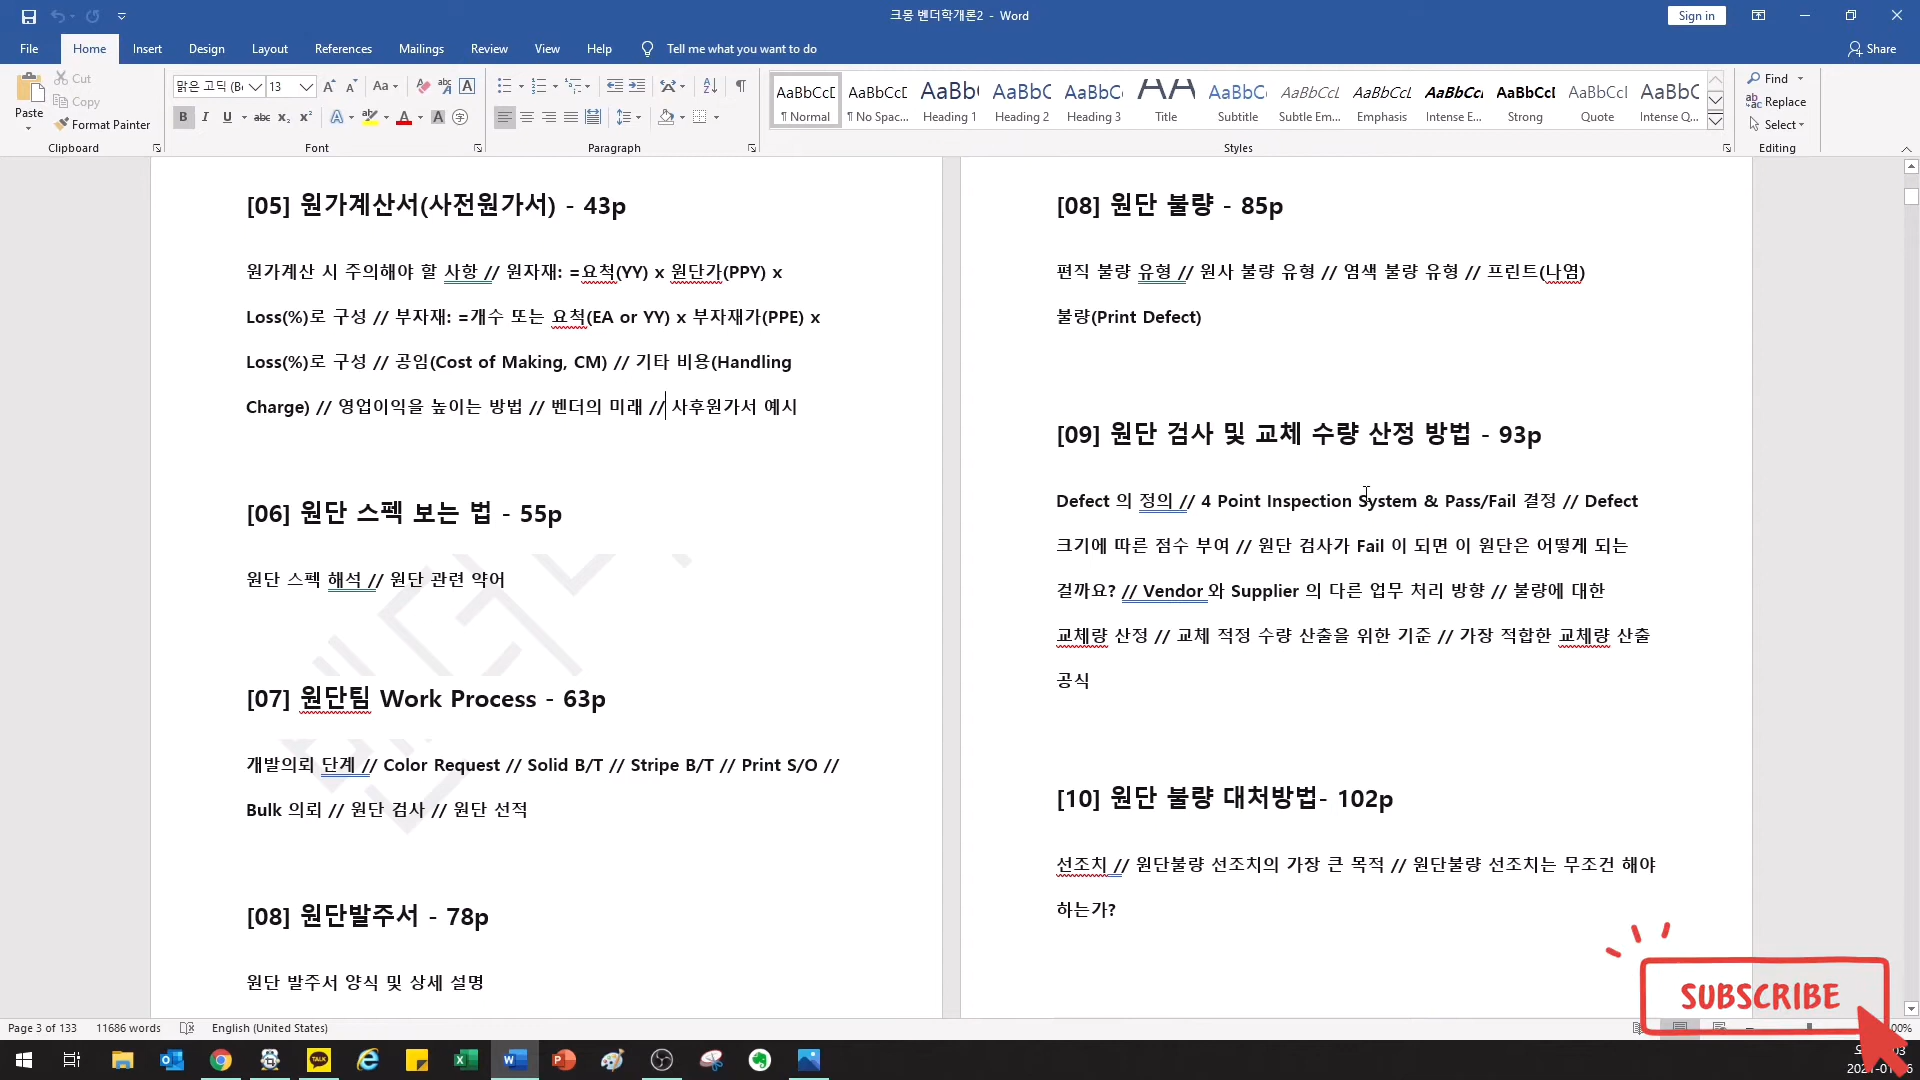 크몽 벤더학개론2 - Word
Sign in
File Home Insert Design Layout References Mailings Review View Help Tell me what you want to do
Share
Paste
Cut
Copy
Format Painter
Clipboard
맑은 고딕 (B
13
Font
Paragraph
AaBbCcD AaBbCcD AaBb( AaBbC AaBbC AA AaBbC AaBbCcL AaBbCcL AaBbCcL AaBbCcL AaBbCcl AaBbC
¶ Normal ¶ No Spac... Heading 1 Heading 2 Heading 3 Title Subtitle Subtle Em... Emphasis Intense E... Strong Quote Intense Q...
Styles
Find
Replace
Select
Editing
[05] 원가계산서(사전원가서) - 43p
원가계산 시 주의해야 할 사항 // 원자재: =요척(YY) x 원단가(PPY) x
Loss(%)로 구성 // 부자재: =개수 또는 요척(EA or YY) x 부자재가(PPE) x
Loss(%)로 구성 // 공임(Cost of Making, CM) // 기타 비용(Handling
Charge) // 영업이익을 높이는 방법 // 벤더의 미래 // 사후원가서 예시
[06] 원단 스펙 보는 법 - 55p
원단 스펙 해석 // 원단 관련 약어
[07] 원단팀 Work Process - 63p
개발의뢰 단계 // Color Request // Solid B/T // Stripe B/T // Print S/O //
Bulk 의뢰 // 원단 검사 // 원단 선적
[08] 원단발주서 - 78p
원단 발주서 양식 및 상세 설명
[08] 원단 불량 - 85p
편직 불량 유형 // 원사 불량 유형 // 염색 불량 유형 // 프린트(나염)
불량(Print Defect)
[09] 원단 검사 및 교체 수량 산정 방법 - 93p
Defect 의 정의 // 4 Point Inspection System & Pass/Fail 결정 // Defect
크기에 따른 점수 부여 // 원단 검사가 Fail 이 되면 이 원단은 어떻게 되는
걸까요? // Vendor 와 Supplier 의 다른 업무 처리 방향 // 불량에 대한
교체량 산정 // 교체 적정 수량 산출을 위한 기준 // 가장 적합한 교체량 산출
공식
[10] 원단 불량 대처방법- 102p
선조치 // 원단불량 선조치의 가장 큰 목적 // 원단불량 선조치는 무조건 해야
하는가?
SUBSCRIBE
Page 3 of 133 11686 words English (United States)
TALK